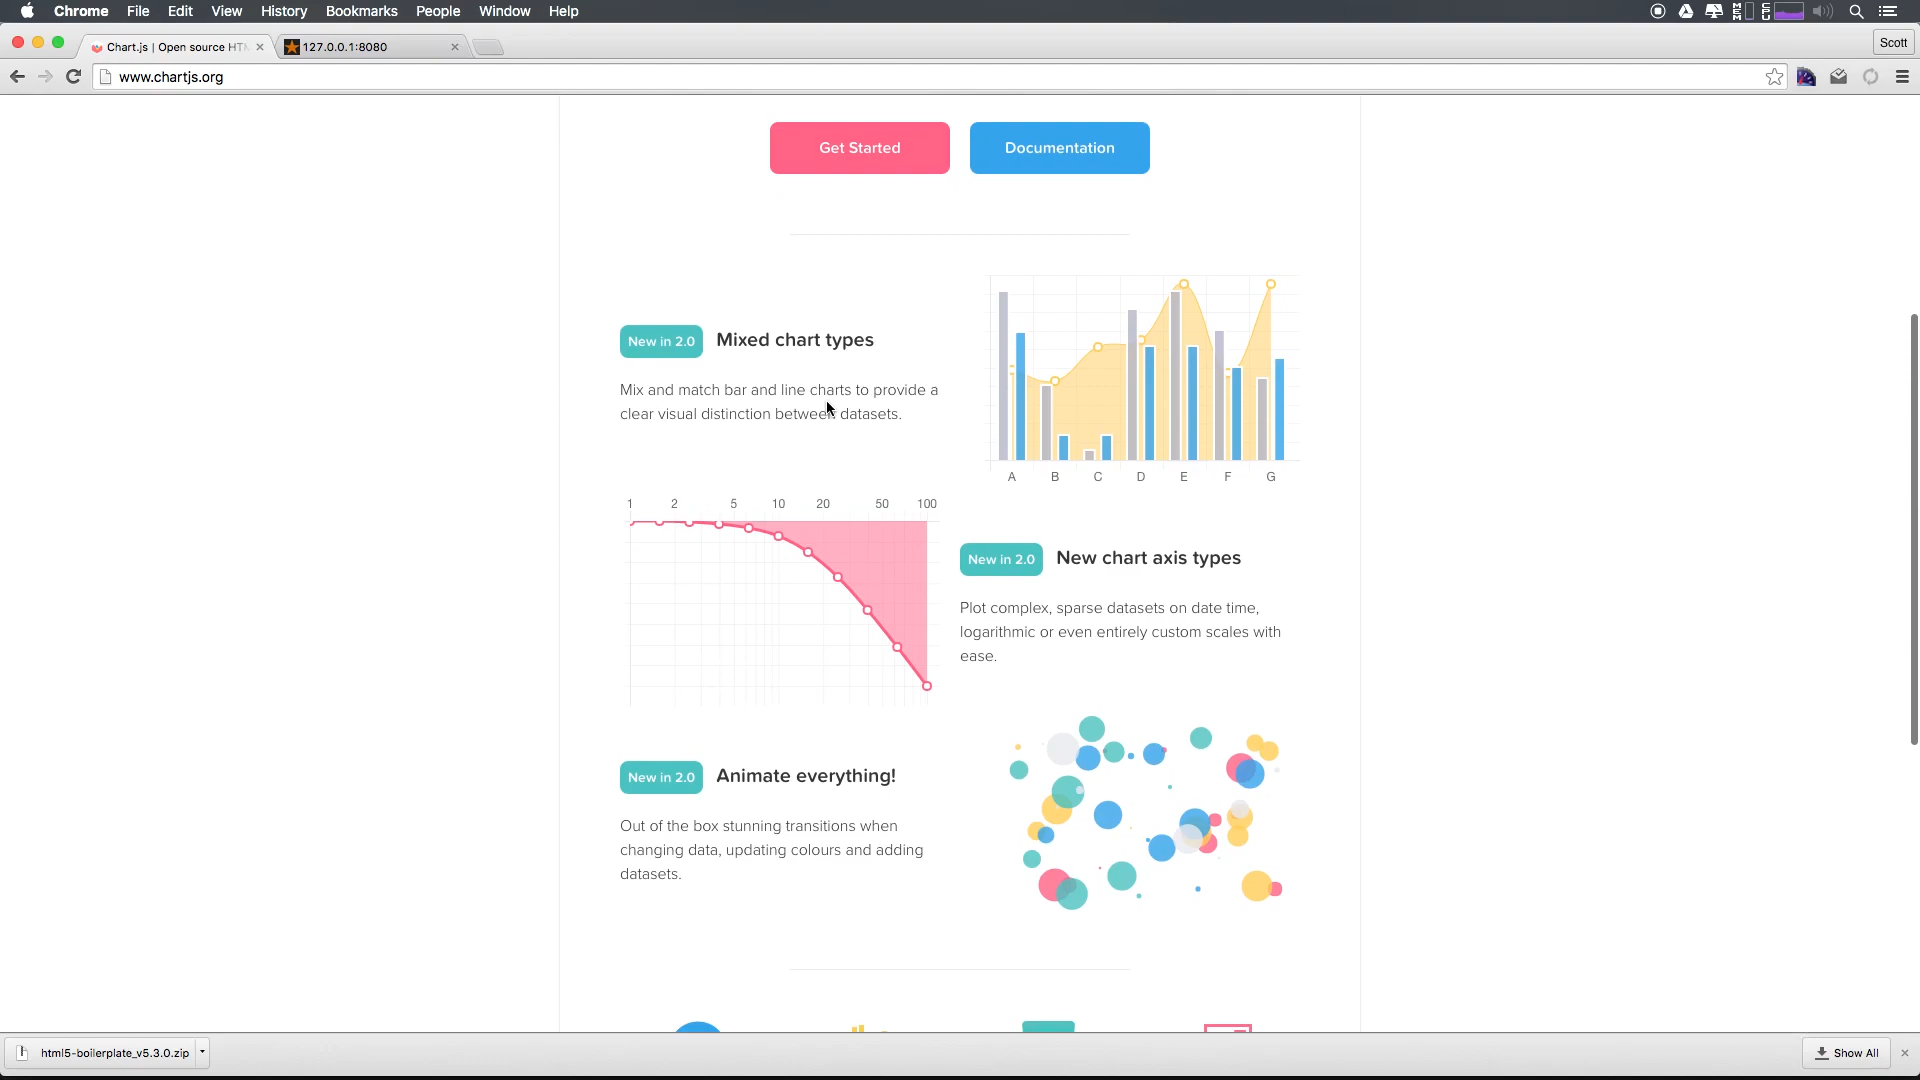 Chrome File Edit View History Bookmarks People Window Help
MEM CPU
Chart.js | Open source HTM 127.0.0.1:8080 Scott
www.chartjs.org
Get Started Documentation
New in 2.0 Mixed chart types
Mix and match bar and line charts to provide a
clear visual distinction between datasets.
A B C D E F G
1 2 5 10 20 50 100
New in 2.0 New chart axis types
Plot complex, sparse datasets on date time,
logarithmic or even entirely custom scales with
ease.
New in 2.0 Animate everything!
Out of the box stunning transitions when
changing data, updating colours and adding
datasets.
html5-boilerplate_v5.3.0.zip Show All